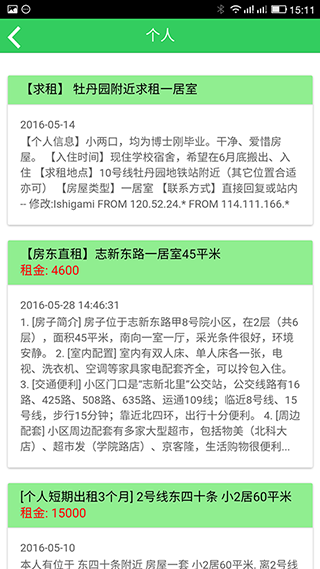 15:11
个人
【求租】 牡丹园附近求租一居室
2016-05-14
【个人信息】小两口，均为博士刚毕业。干净、爱惜房
屋。 【入住时间】现住学校宿舍，希望在6月底搬出、入
住 【求租地点】10号线牡丹园地铁站附近（其它位置合适
亦可） 【房屋类型】一居室 【联系方式】直接回复或站内
-- 修改:Ishigami FROM 120.52.24.* FROM 114.111.166.*
【房东直租】志新东路一居室45平米
租金: 4600
2016-05-28 14:46:31
1. [房子简介] 房子位于志新东路甲8号院小区，在2层（共6
层），面积45平米，南向一室一厅，采光条件很好，环境
安静。 2. [室内配置] 室内有双人床、单人床各一张，电
视、洗衣机、空调等家具家电配套齐全，可以拎包入住。
3. [交通便利] 小区门口是“志新北里”公交站，公交线路有16
路、425路、508路、635路、运通109线；临近8号线、15
号线，步行15分钟；靠近北四环，出行十分便利。 4. [周边
配套] 小区周边配套有多家大型超市，包括物美（北科大
店）、超市发（学院路店）、京客隆，生活购物很便利...
[个人短期出租3个月] 2号线东四十条 小2居60平米
租金: 15000
2016-05-10
本人有位于 东四十条附近 房屋一套 小2居60平米, 离2号线